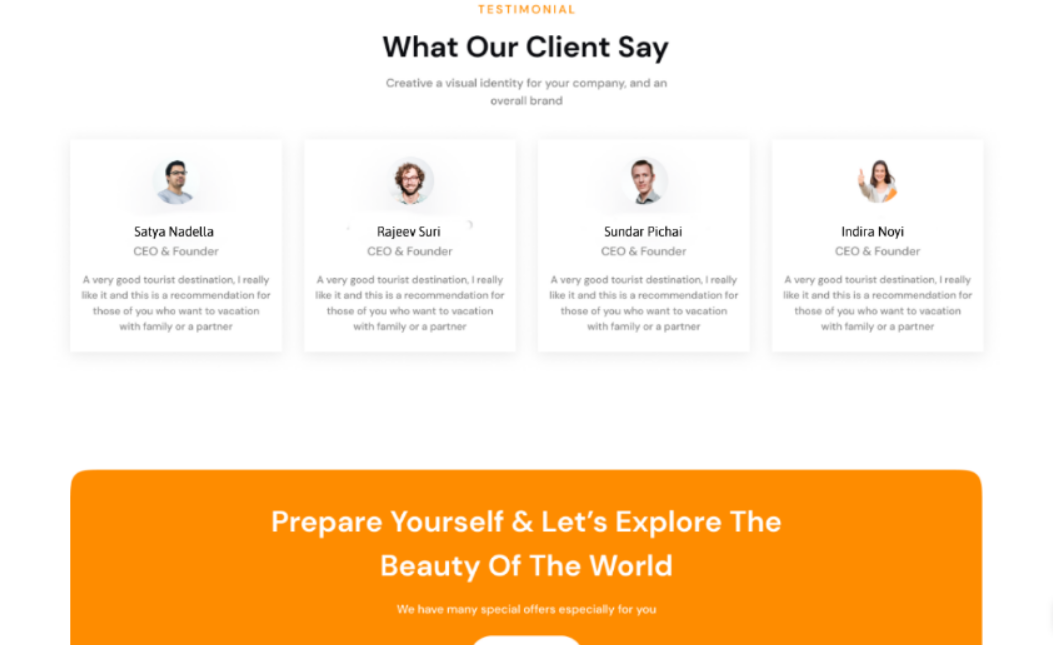 TESTIMONIAL
What Our Client Say
Creative a visual identity for your company, and an
overall brand
Satya Nadella
CEO & Founder
A very good tourist destination, I really
like it and this is a recommendation for
those of you who want to vacation
with family or a partner
Rajeev Suri
CEO & Founder
A very good tourist destination, I really
like it and this is a recommendation for
those of you who want to vacation
with family or a partner
Sundar Pichai
CEO & Founder
A very good tourist destination, I really
like it and this is a recommendation for
those of you who want to vacation
with family or a partner
Indira Noyi
CEO & Founder
A very good tourist destination, I really
like it and this is a recommendation for
those of you who want to vacation
with family or a partner
Prepare Yourself & Let’s Explore The
Beauty Of The World
We have many special offers especially for you